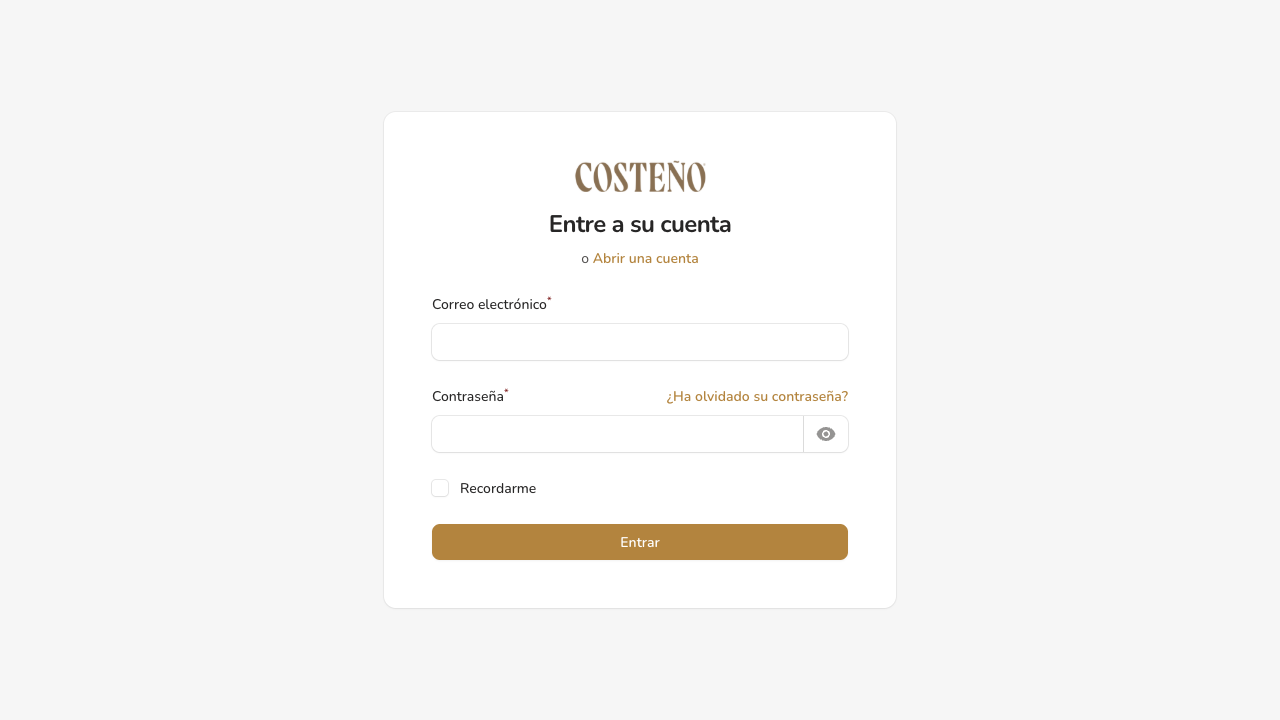 COSTEÑO
Entre a su cuenta
o Abrir una cuenta
Correo electrónico*
Contraseña*
¿Ha olvidado su contraseña?
Recordarme
Entrar